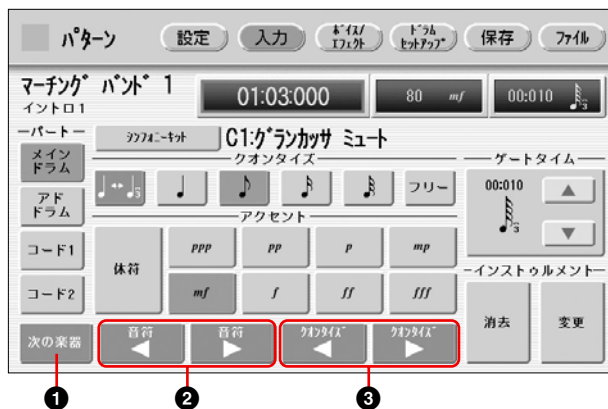 パターン
設定
入力
ボイス/
エフェクト
ドラム
セットアップ
保存
ファイル
マーチング バンド 1
イントロ1
01:03:000
80 mf
00:010
3
パート
シンフォニーキット
C1:グランカッサ ミュート
メイン
ドラム
アド
ドラム
コード1
コード2
クオンタイズ
3
フリー
アクセント
休符
ppp
pp
p
mp
mf
f
ff
fff
ゲートタイム
00:010
3
インストゥルメント
消去
変更
次の楽器
音符
音符
クオンタイズ
クオンタイズ
1
2
3